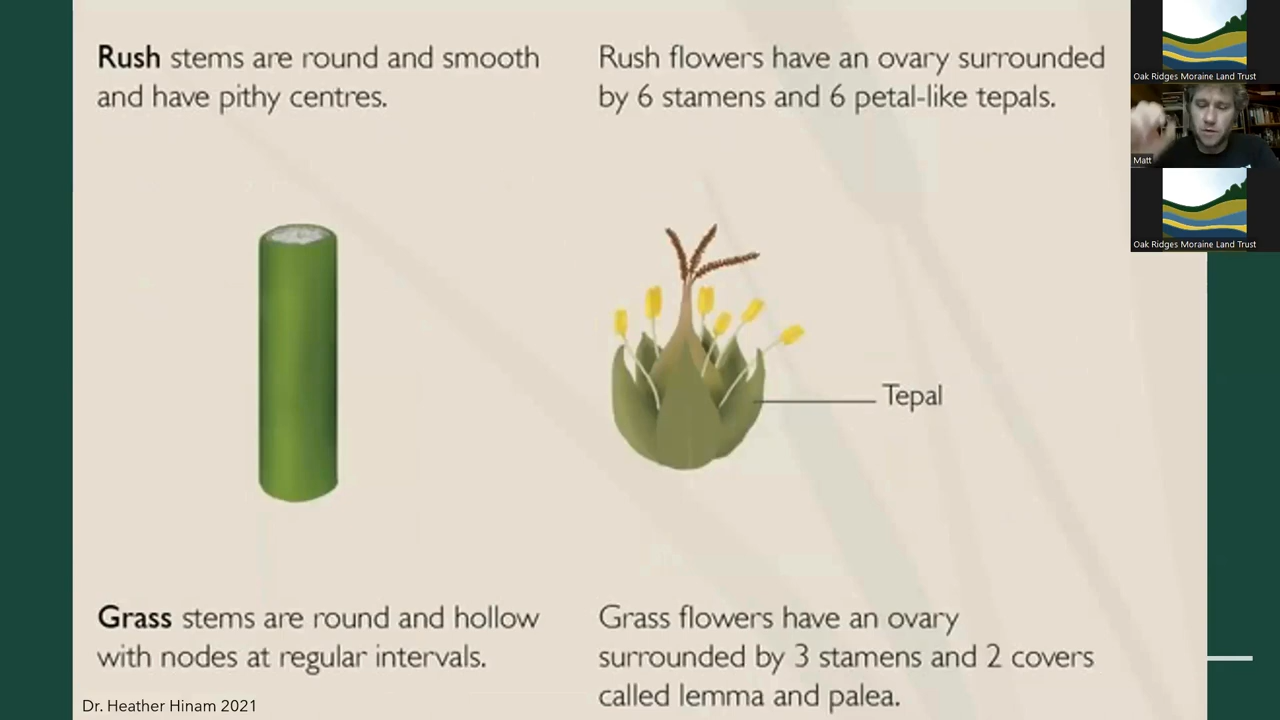 Rush stems are round and smooth
and have pithy centres.
Rush flowers have an ovary surrounded
by 6 stamens and 6 petal-like tepals.
Tepal
Grass stems are round and hollow
with nodes at regular intervals.
Grass flowers have an ovary
surrounded by 3 stamens and 2 covers
called lemma and palea.
Dr. Heather Hinam 2021
Oak Ridges Moraine Land Trust
Matt
Oak Ridges Moraine Land Trust